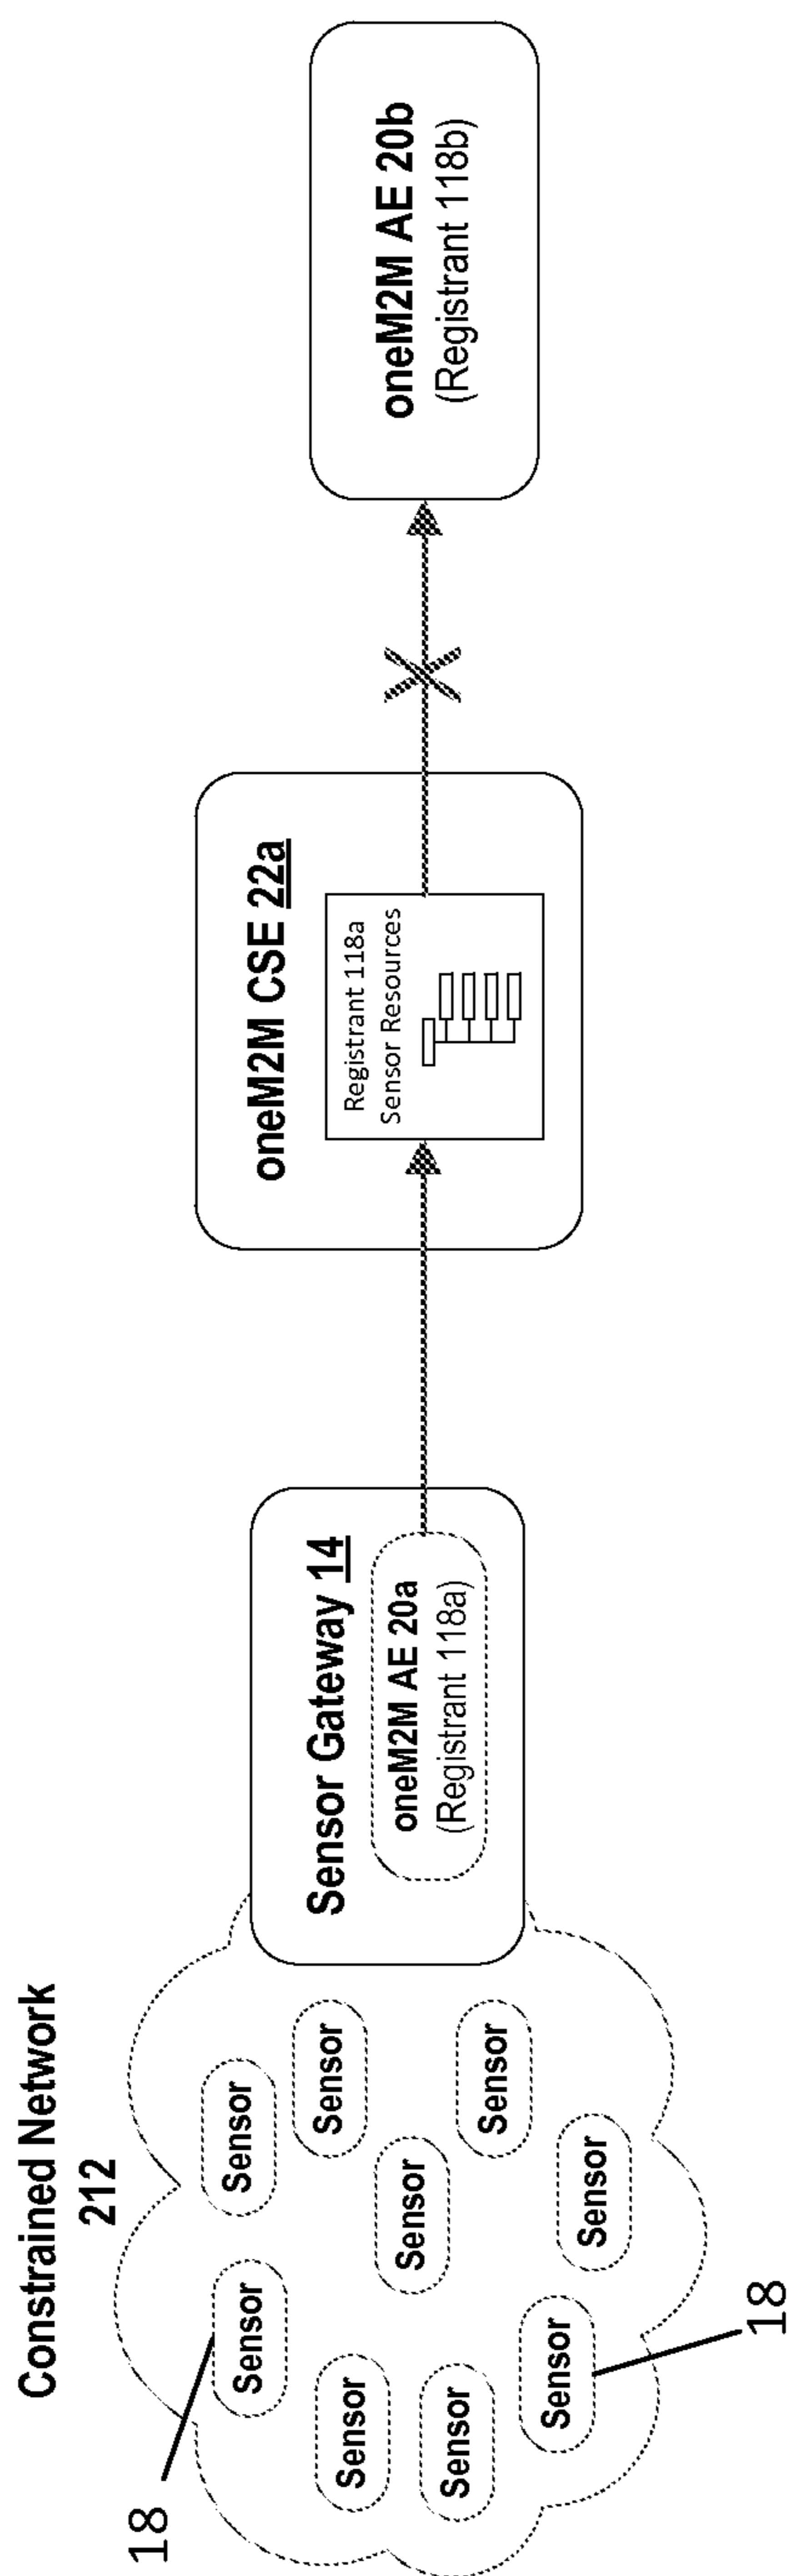 Constrained Network
212
18
Sensor
Sensor
Sensor
Sensor
Sensor
Sensor
Sensor
Sensor
Sensor
18
Sensor Gateway 14
oneM2M AE 20a
(Registrant 118a)
oneM2M CSE 22a
Registrant 118a
Sensor Resources
oneM2M AE 20b
(Registrant 118b)